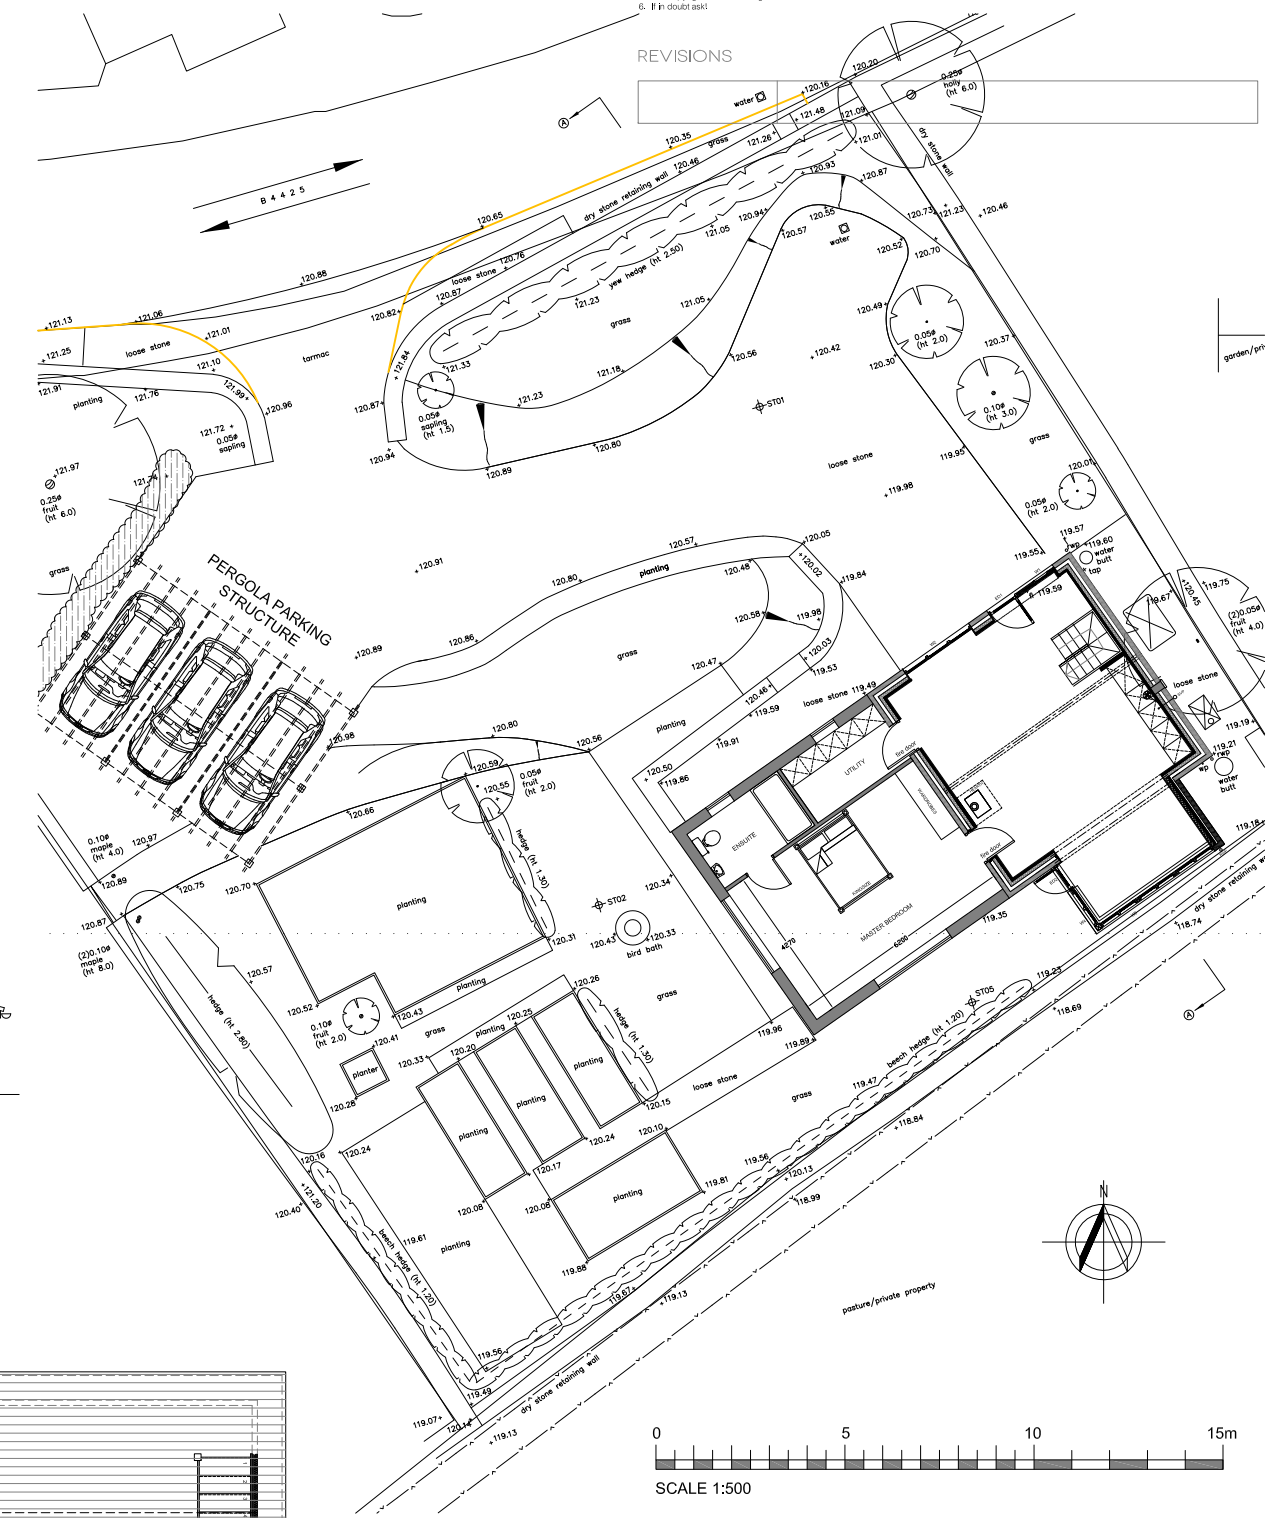 6. If in doubt ask!
REVISIONS
120.20
0.25ø
holly
(ht 6.0)
120.16
water
121.48
121.09
121.26
121.01
120.35
grass
120.46
dry stone retaining wall
dry stone wall
120.93
120.87
B4425
120.65
120.94
120.55
120.73
121.23
120.46
121.05
120.57
water
120.52
120.70
120.76
loose stone
yew hedge (ht 2.50)
120.88
120.87
121.23
121.05
120.82
120.49
121.13
121.06
121.01
grass
0.05ø
(ht 2.0)
120.37
121.25
loose stone
121.10
tarmac
121.84
121.33
121.18
120.56
120.42
120.30
garden/pri
121.91
121.76
121.99
120.96
planting
120.87
0.05ø
sapling
(ht 1.5)
121.23
ST01
0.10ø
(ht 3.0)
121.72
0.05ø
sapling
120.94
120.80
grass
121.97
120.89
loose stone
119.95
120.01
0.25ø
fruit
(ht 6.0)
119.98
0.05ø
(ht 2.0)
119.57
119.60
119.55
rwp
water
butt
tap
PERGOLA PARKING
STRUCTURE
grass
120.91
120.57
120.05
120.80
planting
120.48
120.02
119.84
119.59
119.67
120.45
119.75
(2)0.05ø
fruit
(ht 4.0)
120.86
120.58
119.98
120.89
grass
120.03
120.47
119.53
120.46
loose stone
119.49
119.59
loose stone
120.98
120.80
planting
120.56
119.91
119.19
119.21
rwp
wp
water
butt
120.59
120.50
119.86
UTILITY
fire door
WARDROBES
120.55
0.05ø
fruit
(ht 2.0)
120.66
ENSUITE
fire door
119.18
0.10ø
maple
(ht 4.0)
120.97
hedge (ht 1.30)
KINGSIZE
120.89
120.75
120.70
planting
120.34
MASTER BEDROOM
dry stone retaining wa
120.87
ST02
119.35
118.74
4270
6200
120.31
120.43
120.33
bird bath
(2)0.10ø
maple
(ht 8.0)
120.57
119.23
planting
120.26
grass
ST05
hedge (ht 2.80)
120.52
120.43
118.69
0.10ø
fruit
(ht 2.0)
grass
planting
120.25
hedge (ht 1.30)
119.96
beech hedge (ht 1.20)
A
A
120.41
120.33
120.20
119.89
planter
planting
loose stone
119.47
120.28
planting
120.15
grass
118.84
planting
120.24
120.10
120.16
120.24
119.56
120.17
121.20
119.81
120.13
120.40
120.08
120.08
planting
118.99
N
beech hedge (ht 1.20)
119.61
planting
119.88
119.67
119.13
pasture/private property
119.56
119.49
dry stone retaining wall
119.07
120.14
119.13
0 5 10 15m
SCALE 1:500